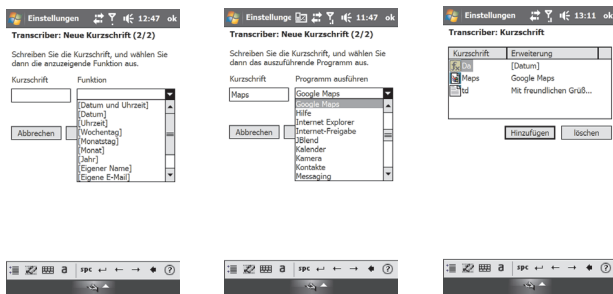 Einstellungen 12:47 ok
Transcriber: Neue Kurzschrift (2/2)
Schreiben Sie die Kurzschrift, und wählen Sie
dann die anzuzeigende Funktion aus.
Kurzschrift Funktion
[Datum und Uhrzeit]
[Datum]
[Uhrzeit]
[Wochentag]
[Monatstag]
[Monat]
[Jahr]
[Eigener Name]
[Eigene E-Mail]
Abbrechen
a spc
Einstellunge 11:47 ok
Transcriber: Neue Kurzschrift (2/2)
Schreiben Sie die Kurzschrift, und wählen Sie
dann das auszuführende Programm aus.
Kurzschrift Programm ausführen
Maps Google Maps
Google Maps
Hilfe
Internet Explorer
Internet-Freigabe
JBlend
Kalender
Kamera
Kontakte
Messaging
Abbrechen
a spc
Einstellungen 13:11 ok
Transcriber: Kurzschrift
Kurzschrift Erweiterung
Da [Datum]
Maps Google Maps
td Mit freundlichen Grüß...
Hinzufügen löschen
a spc